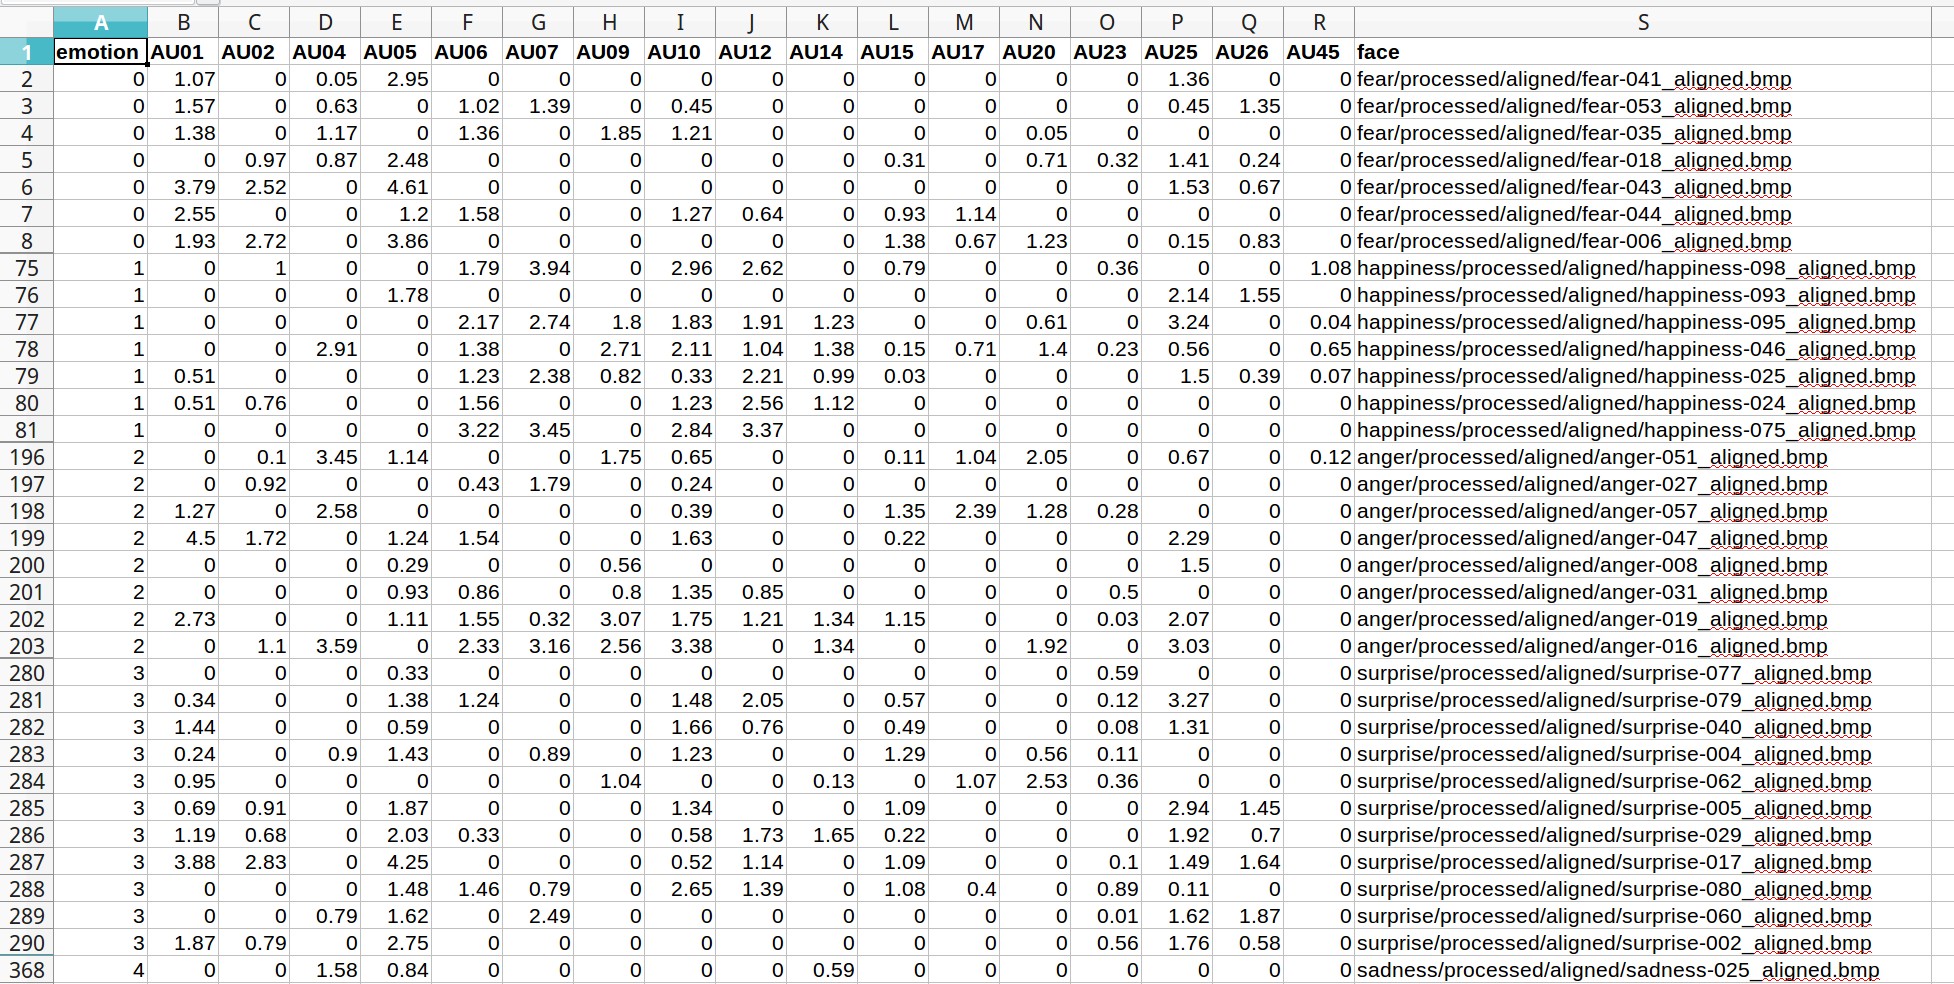 A B C D E F G H I J K L M N O P Q R S
1 emotion AU01 AU02 AU04 AU05 AU06 AU07 AU09 AU10 AU12 AU14 AU15 AU17 AU20 AU23 AU25 AU26 AU45 face
2 0 1.07 0 0.05 2.95 0 0 0 0 0 0 0 0 0 0 1.36 0 0 fear/processed/aligned/fear-041_aligned.bmp
3 0 1.57 0 0.63 0 1.02 1.39 0 0.45 0 0 0 0 0 0 0.45 1.35 0 fear/processed/aligned/fear-053_aligned.bmp
4 0 1.38 0 1.17 0 1.36 0 1.85 1.21 0 0 0 0 0.05 0 0 0 0 fear/processed/aligned/fear-035_aligned.bmp
5 0 0 0.97 0.87 2.48 0 0 0 0 0 0 0.31 0 0.71 0.32 1.41 0.24 0 fear/processed/aligned/fear-018_aligned.bmp
6 0 3.79 2.52 0 4.61 0 0 0 0 0 0 0 0 0 0 1.53 0.67 0 fear/processed/aligned/fear-043_aligned.bmp
7 0 2.55 0 0 1.2 1.58 0 0 1.27 0.64 0 0.93 1.14 0 0 0 0 0 fear/processed/aligned/fear-044_aligned.bmp
8 0 1.93 2.72 0 3.86 0 0 0 0 0 0 1.38 0.67 1.23 0 0.15 0.83 0 fear/processed/aligned/fear-006_aligned.bmp
75 1 0 1 0 0 1.79 3.94 0 2.96 2.62 0 0.79 0 0 0.36 0 0 1.08 happiness/processed/aligned/happiness-098_aligned.bmp
76 1 0 0 0 1.78 0 0 0 0 0 0 0 0 0 0 2.14 1.55 0 happiness/processed/aligned/happiness-093_aligned.bmp
77 1 0 0 0 0 2.17 2.74 1.8 1.83 1.91 1.23 0 0 0.61 0 3.24 0 0.04 happiness/processed/aligned/happiness-095_aligned.bmp
78 1 0 0 2.91 0 1.38 0 2.71 2.11 1.04 1.38 0.15 0.71 1.4 0.23 0.56 0 0.65 happiness/processed/aligned/happiness-046_aligned.bmp
79 1 0.51 0 0 0 1.23 2.38 0.82 0.33 2.21 0.99 0.03 0 0 0 1.5 0.39 0.07 happiness/processed/aligned/happiness-025_aligned.bmp
80 1 0.51 0.76 0 0 1.56 0 0 1.23 2.56 1.12 0 0 0 0 0 0 0 happiness/processed/aligned/happiness-024_aligned.bmp
81 1 0 0 0 0 3.22 3.45 0 2.84 3.37 0 0 0 0 0 0 0 0 happiness/processed/aligned/happiness-075_aligned.bmp
196 2 0 0.1 3.45 1.14 0 0 1.75 0.65 0 0 0.11 1.04 2.05 0 0.67 0 0.12 anger/processed/aligned/anger-051_aligned.bmp
197 2 0 0.92 0 0 0.43 1.79 0 0.24 0 0 0 0 0 0 0 0 0 anger/processed/aligned/anger-027_aligned.bmp
198 2 1.27 0 2.58 0 0 0 0 0.39 0 0 1.35 2.39 1.28 0.28 0 0 0 anger/processed/aligned/anger-057_aligned.bmp
199 2 4.5 1.72 0 1.24 1.54 0 0 1.63 0 0 0.22 0 0 0 2.29 0 0 anger/processed/aligned/anger-047_aligned.bmp
200 2 0 0 0 0.29 0 0 0.56 0 0 0 0 0 0 0 1.5 0 0 anger/processed/aligned/anger-008_aligned.bmp
201 2 0 0 0 0.93 0.86 0 0.8 1.35 0.85 0 0 0 0 0.5 0 0 0 anger/processed/aligned/anger-031_aligned.bmp
202 2 2.73 0 0 1.11 1.55 0.32 3.07 1.75 1.21 1.34 1.15 0 0 0.03 2.07 0 0 anger/processed/aligned/anger-019_aligned.bmp
203 2 0 1.1 3.59 0 2.33 3.16 2.56 3.38 0 1.34 0 0 1.92 0 3.03 0 0 anger/processed/aligned/anger-016_aligned.bmp
280 3 0 0 0 0.33 0 0 0 0 0 0 0 0 0 0.59 0 0 0 surprise/processed/aligned/surprise-077_aligned.bmp
281 3 0.34 0 0 1.38 1.24 0 0 1.48 2.05 0 0.57 0 0 0.12 3.27 0 0 surprise/processed/aligned/surprise-079_aligned.bmp
282 3 1.44 0 0 0.59 0 0 0 1.66 0.76 0 0.49 0 0 0.08 1.31 0 0 surprise/processed/aligned/surprise-040_aligned.bmp
283 3 0.24 0 0.9 1.43 0 0.89 0 1.23 0 0 1.29 0 0.56 0.11 0 0 0 surprise/processed/aligned/surprise-004_aligned.bmp
284 3 0.95 0 0 0 0 0 1.04 0 0 0.13 0 1.07 2.53 0.36 0 0 0 surprise/processed/aligned/surprise-062_aligned.bmp
285 3 0.69 0.91 0 1.87 0 0 0 1.34 0 0 1.09 0 0 0 2.94 1.45 0 surprise/processed/aligned/surprise-005_aligned.bmp
286 3 1.19 0.68 0 2.03 0.33 0 0 0.58 1.73 1.65 0.22 0 0 0 1.92 0.7 0 surprise/processed/aligned/surprise-029_aligned.bmp
287 3 3.88 2.83 0 4.25 0 0 0 0.52 1.14 0 1.09 0 0 0.1 1.49 1.64 0 surprise/processed/aligned/surprise-017_aligned.bmp
288 3 0 0 0 1.48 1.46 0.79 0 2.65 1.39 0 1.08 0.4 0 0.89 0.11 0 0 surprise/processed/aligned/surprise-080_aligned.bmp
289 3 0 0 0.79 1.62 0 2.49 0 0 0 0 0 0 0 0.01 1.62 1.87 0 surprise/processed/aligned/surprise-060_aligned.bmp
290 3 1.87 0.79 0 2.75 0 0 0 0 0 0 0 0 0 0.56 1.76 0.58 0 surprise/processed/aligned/surprise-002_aligned.bmp
368 4 0 0 1.58 0.84 0 0 0 0 0 0.59 0 0 0 0 0 0 0 sadness/processed/aligned/sadness-025_aligned.bmp